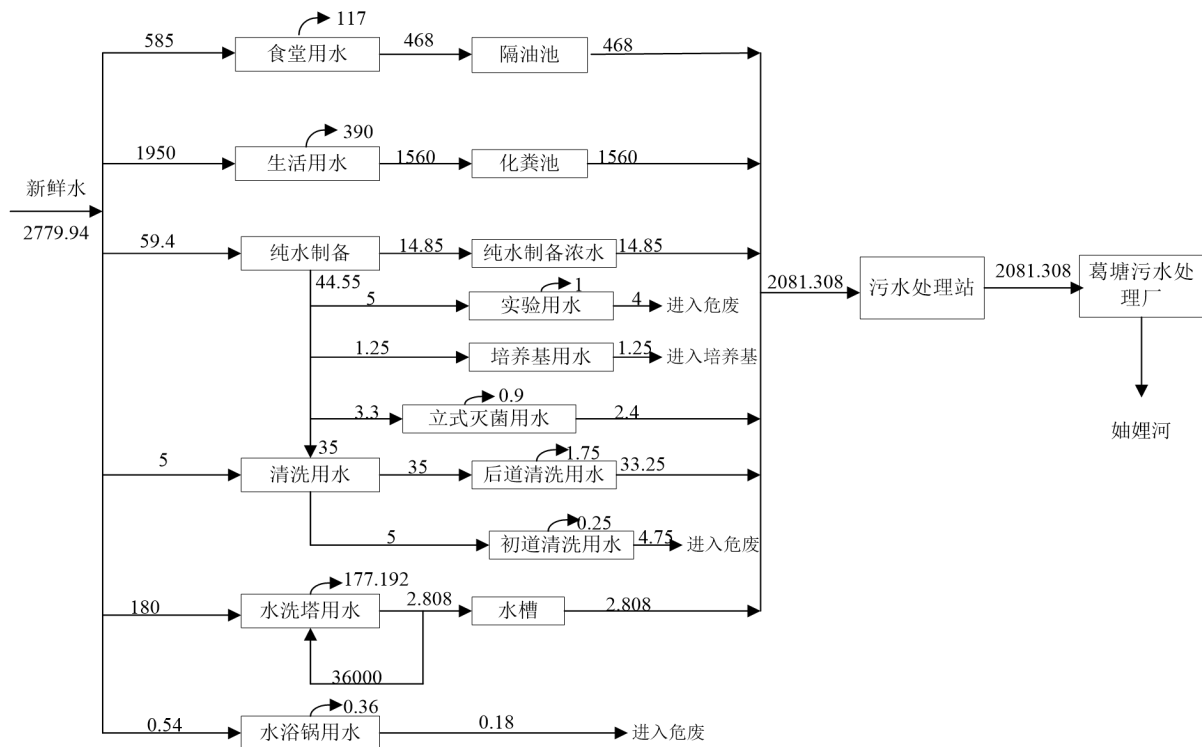 117
585
食堂用水
468
隔油池
468
390
1950
生活用水
1560
化粪池
1560
新鲜水
2779.94
59.4
纯水制备
14.85
纯水制备浓水
14.85
44.55
5
1
实验用水
4
进入危废
1.25
培养基用水
1.25
进入培养基
0.9
3.3
立式灭菌用水
2.4
35
5
清洗用水
35
1.75
后道清洗用水
33.25
5
0.25
初道清洗用水
4.75
进入危废
177.192
180
水洗塔用水
2.808
水槽
2.808
36000
0.36
0.54
水浴锅用水
0.18
进入危废
2081.308
污水处理站
2081.308
葛塘污水处
理厂
妯娌河